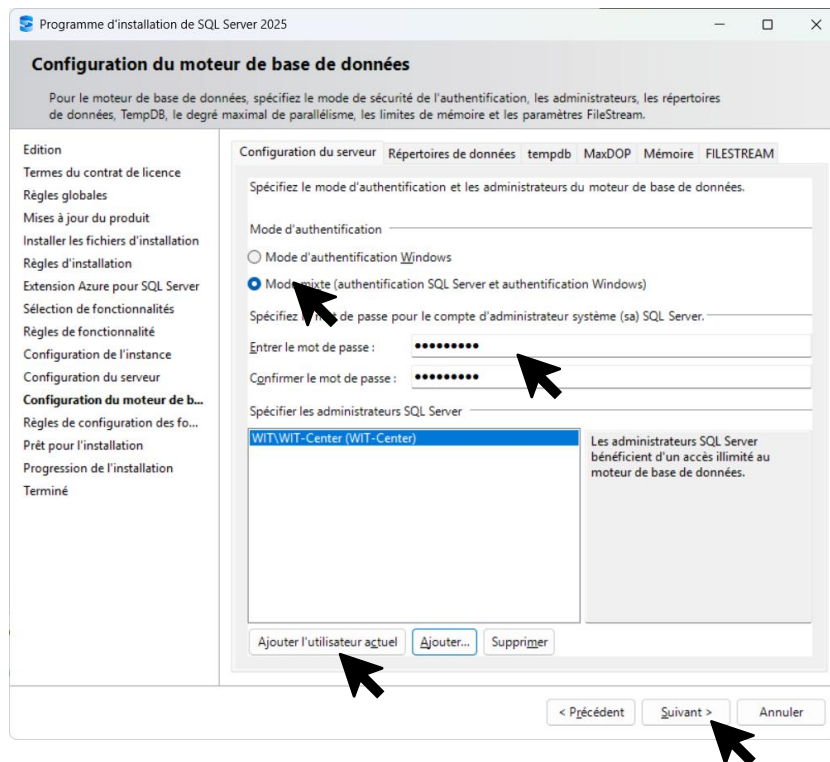 Programme d'installation de SQL Server 2025
Configuration du moteur de base de données
Pour le moteur de base de données, spécifiez le mode de sécurité de l'authentification, les administrateurs, les répertoires
de données, TempDB, le degré maximal de parallélisme, les limites de mémoire et les paramètres FileStream.
Edition
Termes du contrat de licence
Règles globales
Mises à jour du produit
Installer les fichiers d'installation
Règles d'installation
Extension Azure pour SQL Server
Sélection de fonctionnalités
Règles de fonctionnalité
Configuration de l'instance
Configuration du serveur
Configuration du moteur de b...
Règles de configuration des fo...
Prêt pour l'installation
Progression de l'installation
Terminé
Configuration du serveur Répertoires de données tempdb MaxDOP Mémoire FILESTREAM
Spécifiez le mode d'authentification et les administrateurs du moteur de base de données.
Mode d'authentification
Mode d'authentification Windows
Mode mixte (authentification SQL Server et authentification Windows)
Spécifiez le mot de passe pour le compte d'administrateur système (sa) SQL Server.
Entrer le mot de passe : •••••••••
Confirmer le mot de passe : •••••••••
Spécifier les administrateurs SQL Server
WIT\WIT-Center (WIT-Center)
Les administrateurs SQL Server
bénéficient d'un accès illimité au
moteur de base de données.
Ajouter l'utilisateur actuel Ajouter... Supprimer
< Précédent Suivant > Annuler